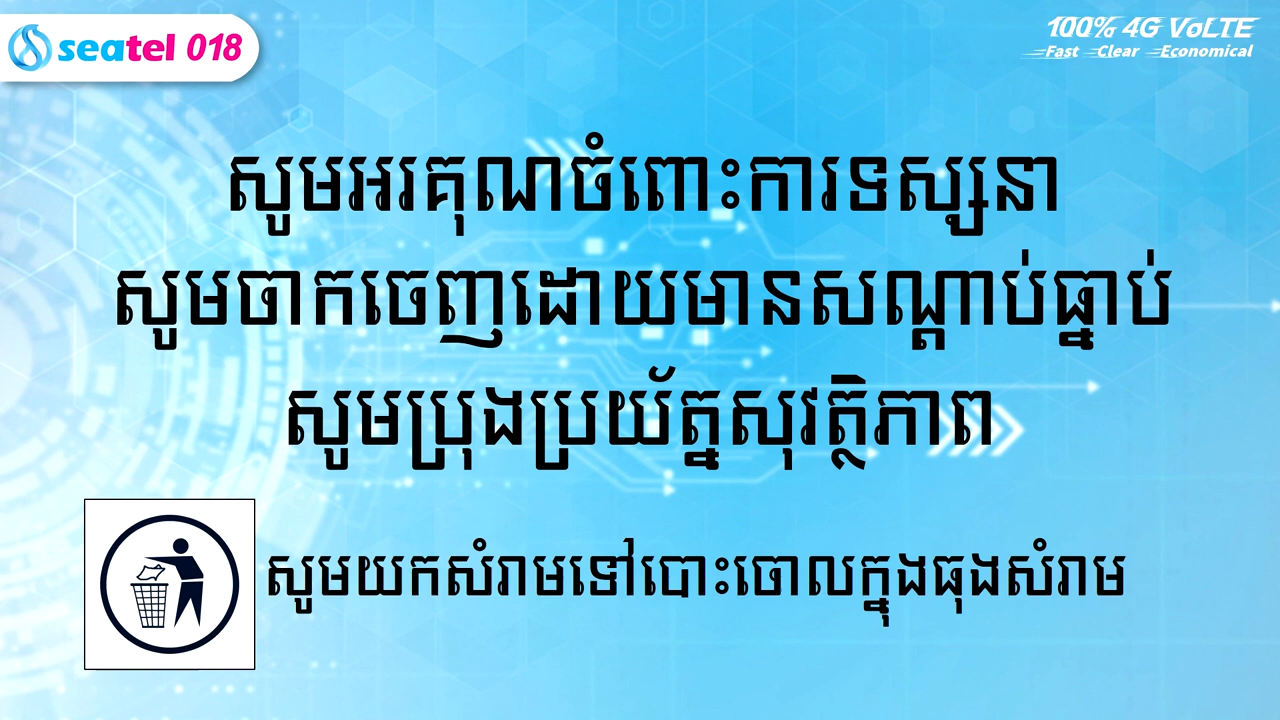 seatel 018
100% 4G VoLTE
Fast Clear Economical
សូមអរគុណចំពោះការទស្សនា
សូមចាកចេញដោយមានសណ្តាប់ធ្នាប់
សូមប្រុងប្រយ័ត្នសុវត្ថិភាព
សូមយកសំរាមទៅបោះចោលក្នុងធុងសំរាម